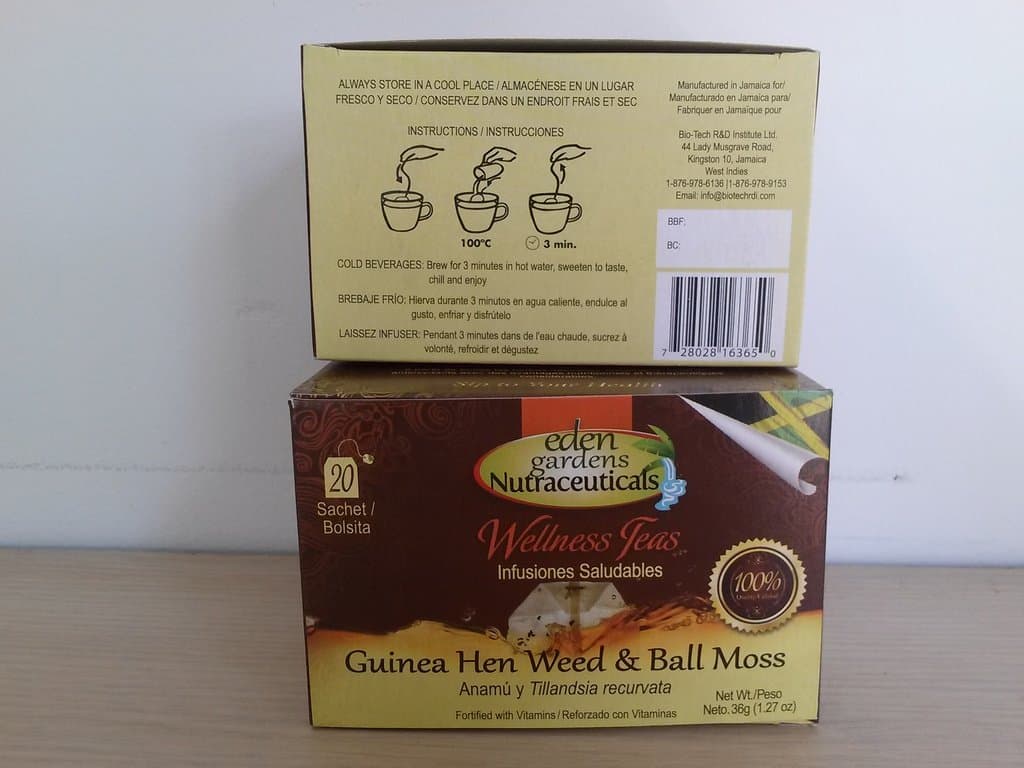 ALWAYS STORE IN A COOL PLACE / ALMACÉNESE EN UN LUGAR
FRESCO Y SECO / CONSERVEZ DANS UN ENDROIT FRAIS ET SEC
INSTRUCTIONS / INSTRUCCIONES
100°C
3 min.
COLD BEVERAGES: Brew for 3 minutes in hot water, sweeten to taste,
chill and enjoy
BREBAJE FRÍO: Hierva durante 3 minutos en agua caliente, endulce al
gusto, enfriar y disfrútelo
LAISSEZ INFUSER: Pendant 3 minutes dans de l'eau chaude, sucrez à
volonté, refroidir et dégustez
Manufactured in Jamaica for/
Manufacturado en Jamaica para/
Fabriquer en Jamaïque pour
Bio-Tech R&D Institute Ltd.
44 Lady Musgrave Road,
Kingston 10, Jamaica
West Indies
1-876-978-6136 |1-876-978-9153
Email: info@biotechrdi.com
BBF:
BC:
7 28028 16365 0
Sip to Your Health
20
Sachet /
Bolsita
eden
gardens
Nutraceuticals
Wellness Teas
Infusiones Saludables
100%
Guinea Hen Weed & Ball Moss
Anamú y Tillandsia recurvata
Fortified with Vitamins / Reforzado con Vitaminas
Net Wt./Peso
Neto. 36g (1.27 oz)